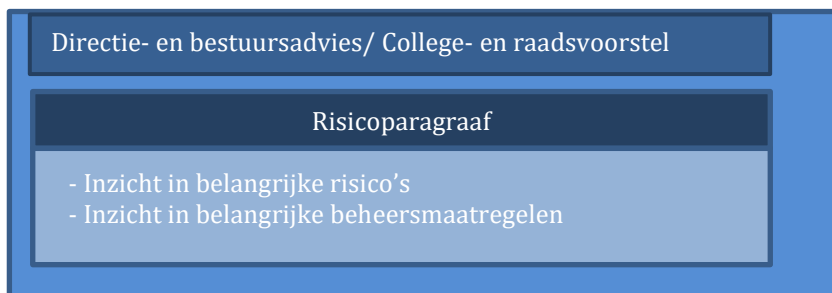 Directie- en bestuursadvies/ College- en raadsvoorstel
Risicoparagraaf
- Inzicht in belangrijke risico’s
- Inzicht in belangrijke beheersmaatregelen